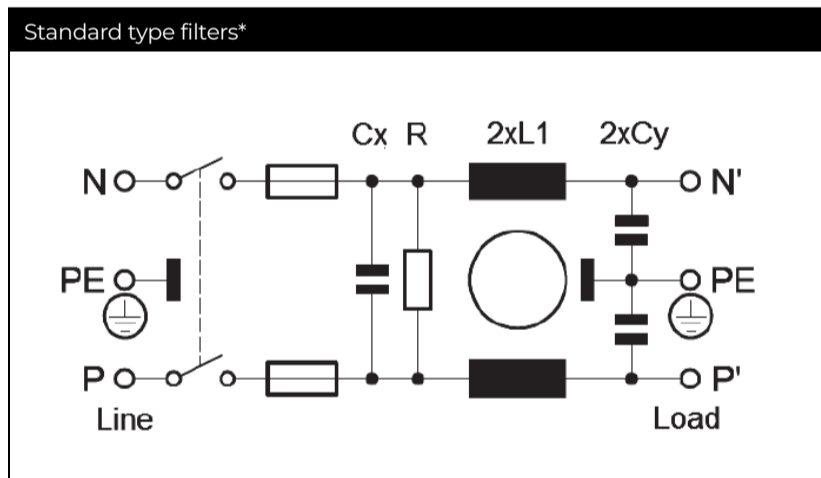 Standard type filters*
Cx R 2xL1 2xCy
N N'
PE PE
P P'
Line Load